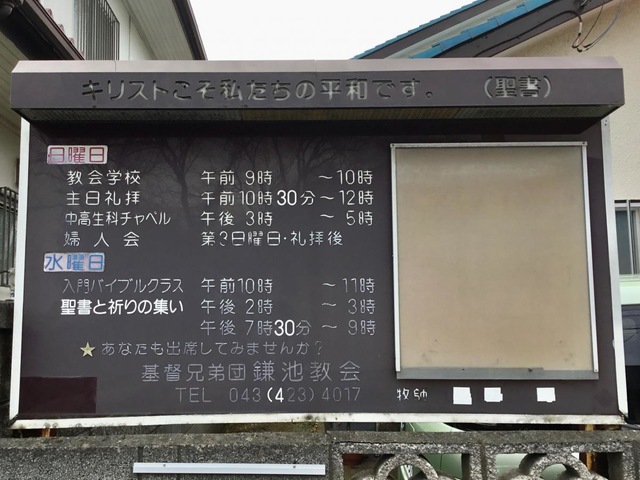 キリストこそ私たちの平和です。 (聖書)
日曜日
教会学校 午前9時 ～10時
主日礼拝 午前10時30分～12時
中高生科チャペル 午後3時 ～5時
婦人会 第3日曜日・礼拝後
水曜日
入門バイブルクラス 午前10時 ～11時
聖書と祈りの集い 午後2時 ～3時
午後7時30分～9時
★あなたも出席してみませんか?
基督兄弟団鎌池教会
TEL 043(423)4017
牧師